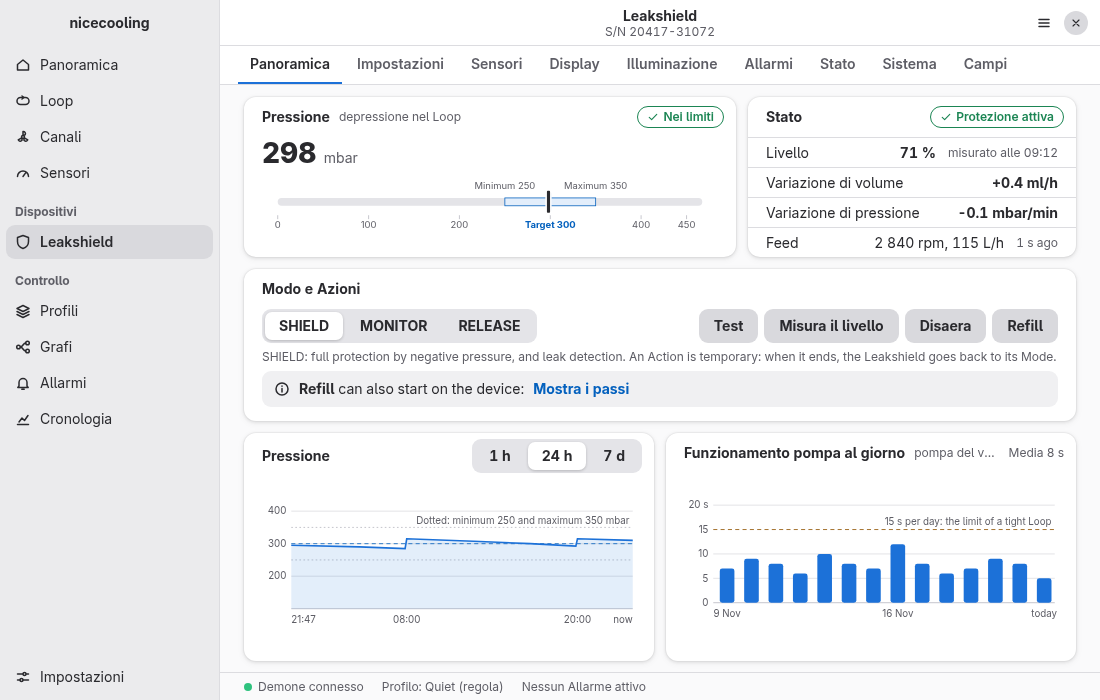 nicecooling
Panoramica
Loop
Canali
Sensori
Dispositivi
Leakshield
Controllo
Profili
Grafi
Allarmi
Cronologia
Impostazioni
Leakshield
S/N 20417-31072
Panoramica Impostazioni Sensori Display Illuminazione Allarmi Stato Sistema Campi
Pressione depressione nel Loop Nei limiti
298 mbar
Minimum 250 Maximum 350
0 100 200 Target 300 400 450
Stato Protezione attiva
Livello 71 % misurato alle 09:12
Variazione di volume +0.4 ml/h
Variazione di pressione -0.1 mbar/min
Feed 2 840 rpm, 115 L/h 1 s ago
Modo e Azioni
SHIELD MONITOR RELEASE Test Misura il livello Disaera Refill
SHIELD: full protection by negative pressure, and leak detection. An Action is temporary: when it ends, the Leakshield goes back to its Mode.
Refill can also start on the device: Mostra i passi
Pressione 1 h 24 h 7 d
400
Dotted: minimum 250 and maximum 350 mbar
300
200
21:47 08:00 20:00 now
Funzionamento pompa al giorno pompa del v… Media 8 s
20 s
15 s per day: the limit of a tight Loop
15
10
5
0
9 Nov 16 Nov today
Demone connesso Profilo: Quiet (regola) Nessun Allarme attivo